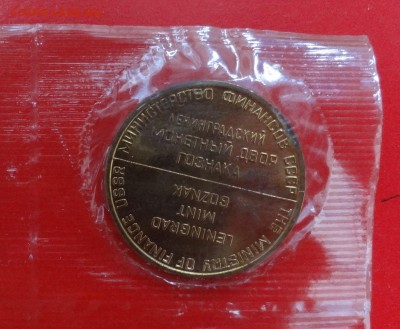 МИНИСТЕРСТВО ФИНАНСОВ СССР
ЛЕНИНГРАДСКИЙ
МОНЕТНЫЙ ДВОР
ГОЗНАКА
LENINGRAD
MINT
GOZNAK
THE MINISTRY OF FINANCE USSR